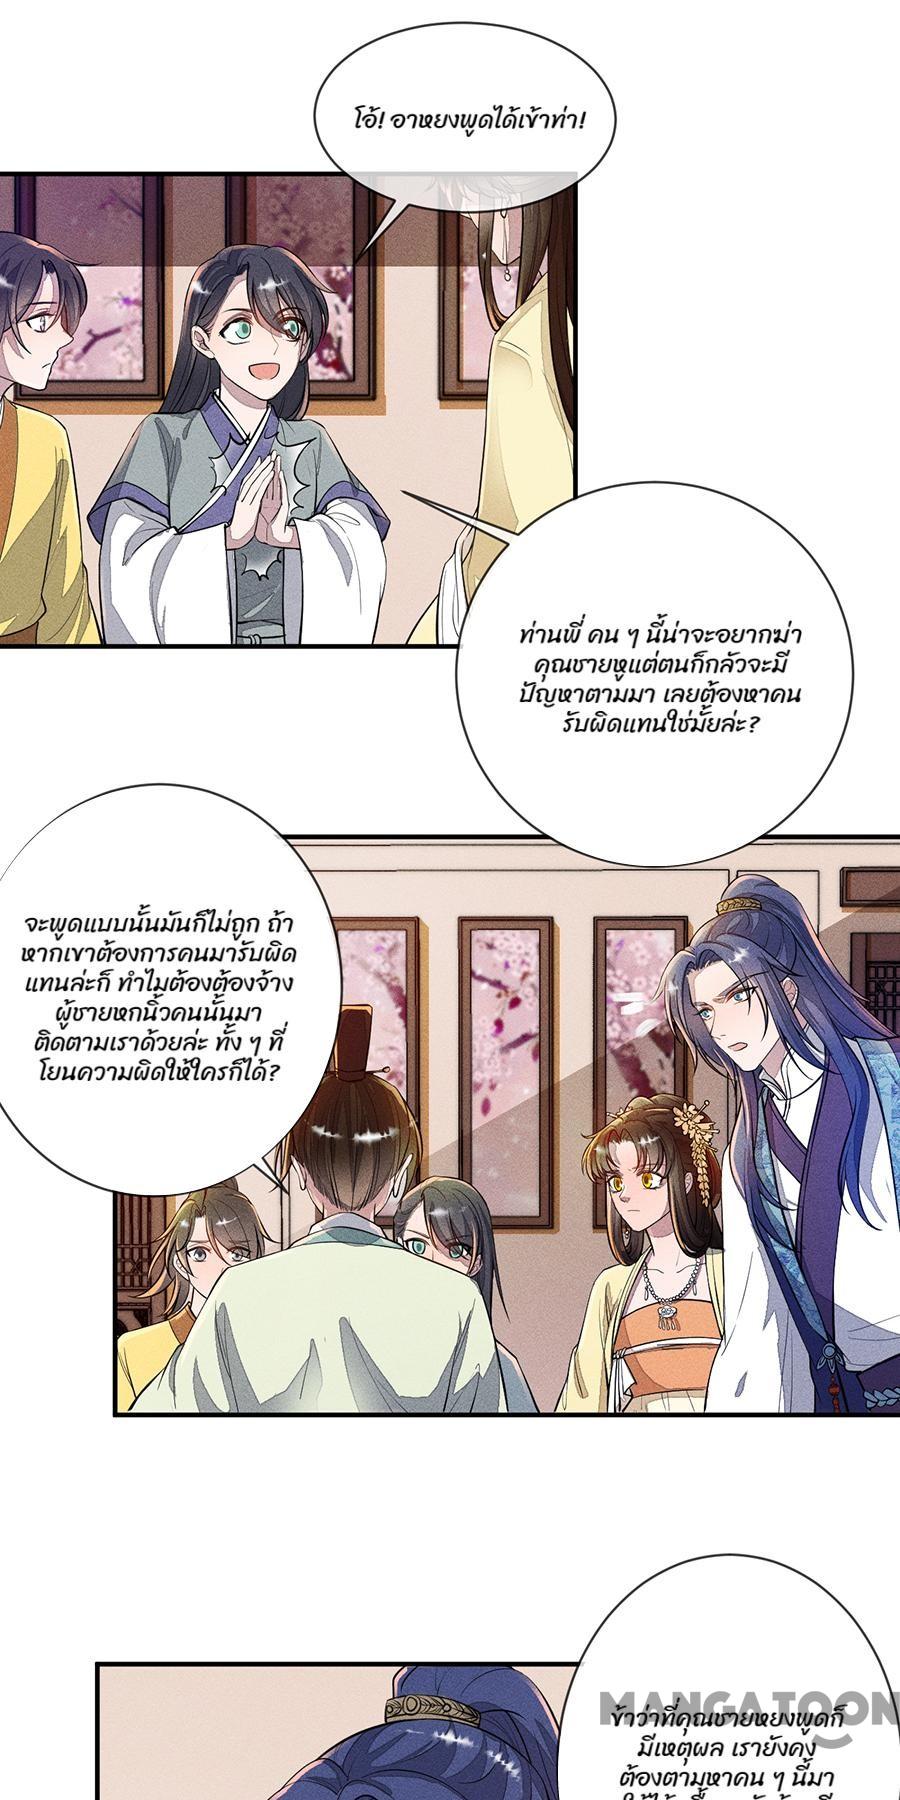 โอ้! อาหยงพูดได้เข้าท่า!
ท่านพี่ คน ๆ นี้น่าจะอยากฆ่า
คุณชายหูแต่ตนก็กลัวจะมี
ปัญหาตามมา เลยต้องหาคน
รับผิดแทนใช่มั้ยล่ะ?
จะพูดแบบนั้นมันก็ไม่ถูก ถ้า
หากเขาต้องการคนมารับผิด
แทนล่ะก็ ทำไมต้องต้องจ้าง
ผู้ชายหกนิ้วคนนั้นมา
ติดตามเราด้วยล่ะ ทั้ง ๆ ที่
โยนความผิดให้ใครก็ได้?
MANGATOON
ข้าว่าที่คุณชายหยงพูดก็
มีเหตุผล เรายังคง
ต้องตามหาคน ๆ นี้มา